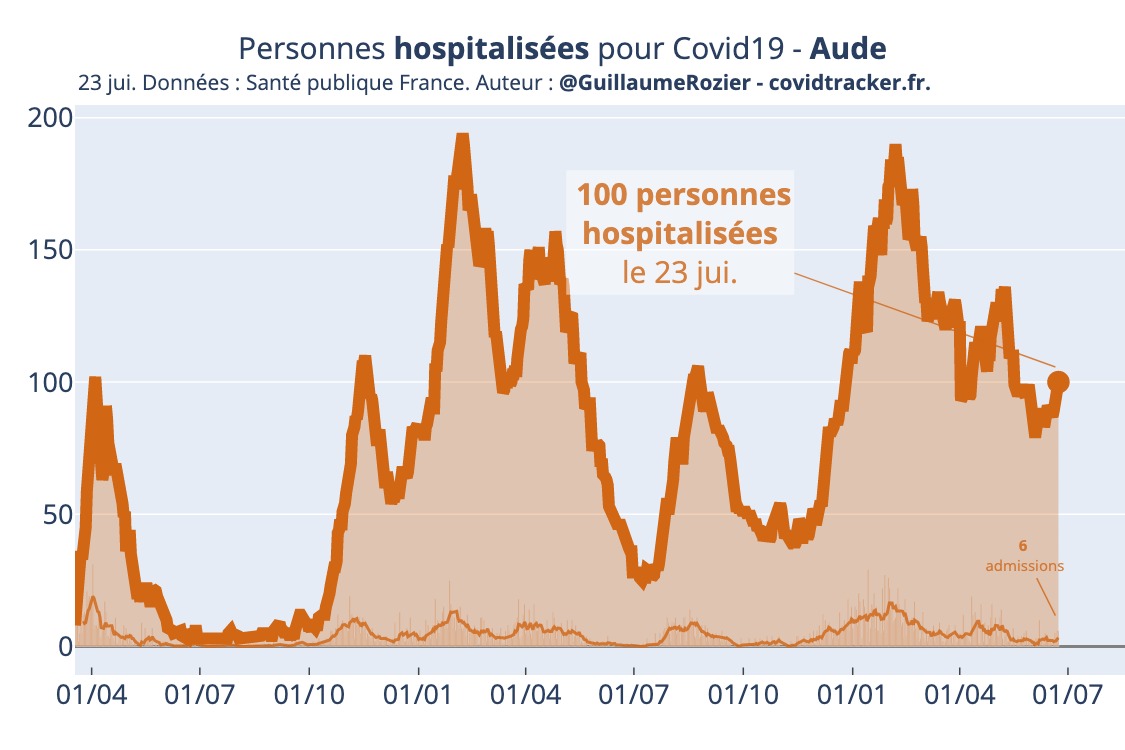 Personnes hospitalisées pour Covid19 - Aude
23 jui. Données : Santé publique France. Auteur : @GuillaumeRozier - covidtracker.fr.
200
150
100
50
0
100 personnes
hospitalisées
le 23 jui.
6
admissions
01/04 01/07 01/10 01/01 01/04 01/07 01/10 01/01 01/04 01/07